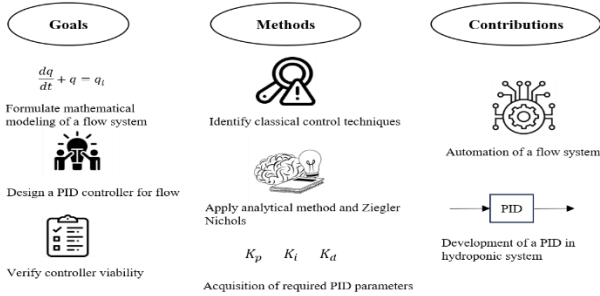 Goals
dq/dt + q = q_i
Formulate mathematical
modeling of a flow system
Design a PID controller for flow
Verify controller viability
Methods
Identify classical control techniques
Apply analytical method and Ziegler
Nichols
K_p K_i K_d
Acquisition of required PID parameters
Contributions
Automation of a flow system
PID
Development of a PID in
hydroponic system